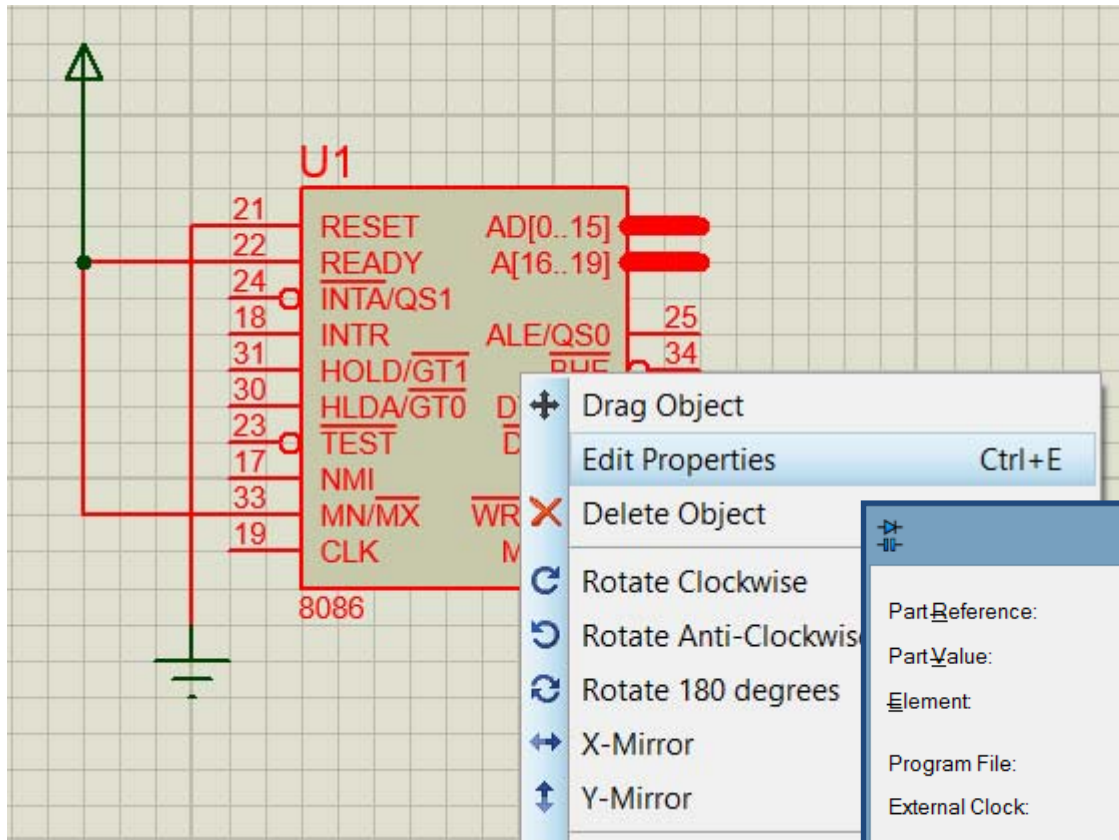 U1
21 RESET AD[0..15]
22 READY A[16..19]
24 INTA/QS1
18 INTR ALE/QS0 25
31 HOLD/GT1 BHE 34
30 HLDA/GT0
23 TEST
17 NMI
33 MN/MX WR
19 CLK
8086
Drag Object
Edit Properties Ctrl+E
Delete Object
Rotate Clockwise
Rotate Anti-Clockwise
Rotate 180 degrees
X-Mirror
Y-Mirror
Part Reference:
Part Value:
Element:
Program File:
External Clock: